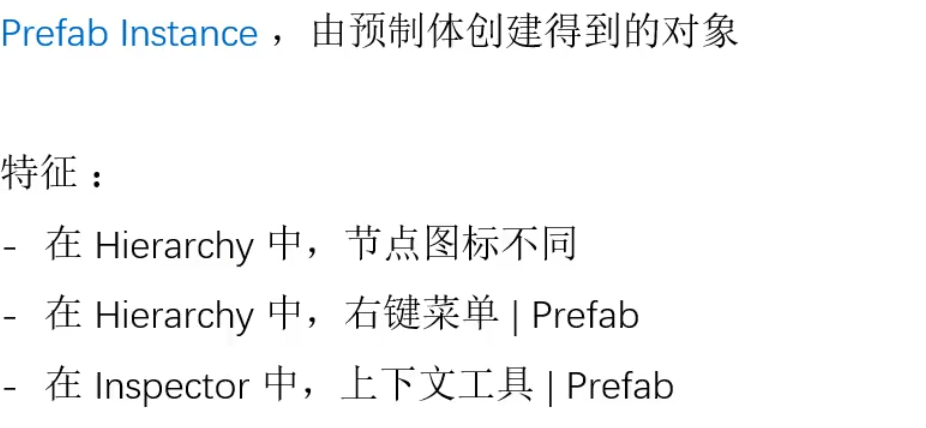 Prefab Instance ，由预制体创建得到的对象
特征：
- 在 Hierarchy 中，节点图标不同
- 在 Hierarchy 中，右键菜单 | Prefab
- 在 Inspector 中，上下文工具 | Prefab